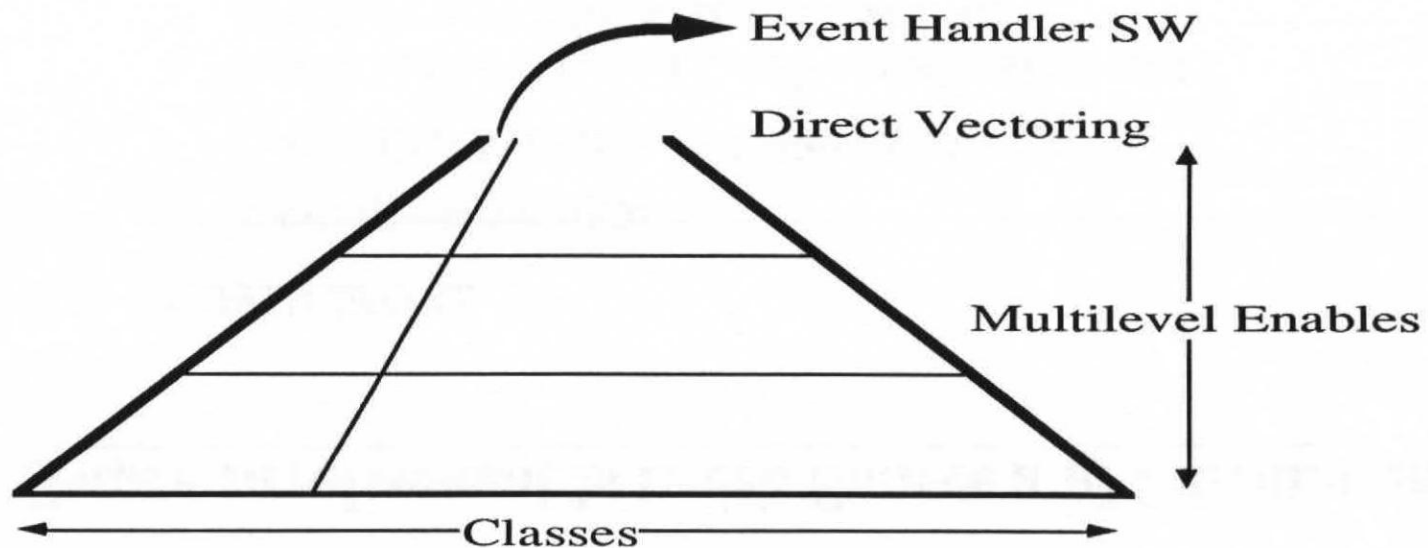 Event Handler SW
Direct Vectoring
Multilevel Enables
Classes